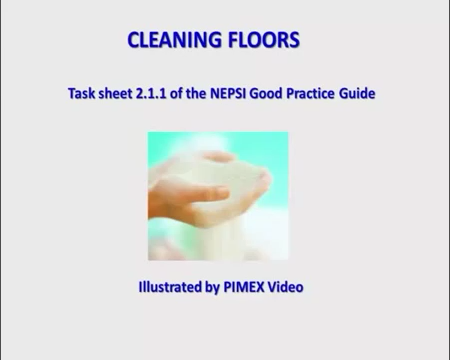 CLEANING FLOORS
Task sheet 2.1.1 of the NEPSI Good Practice Guide
Illustrated by PIMEX Video